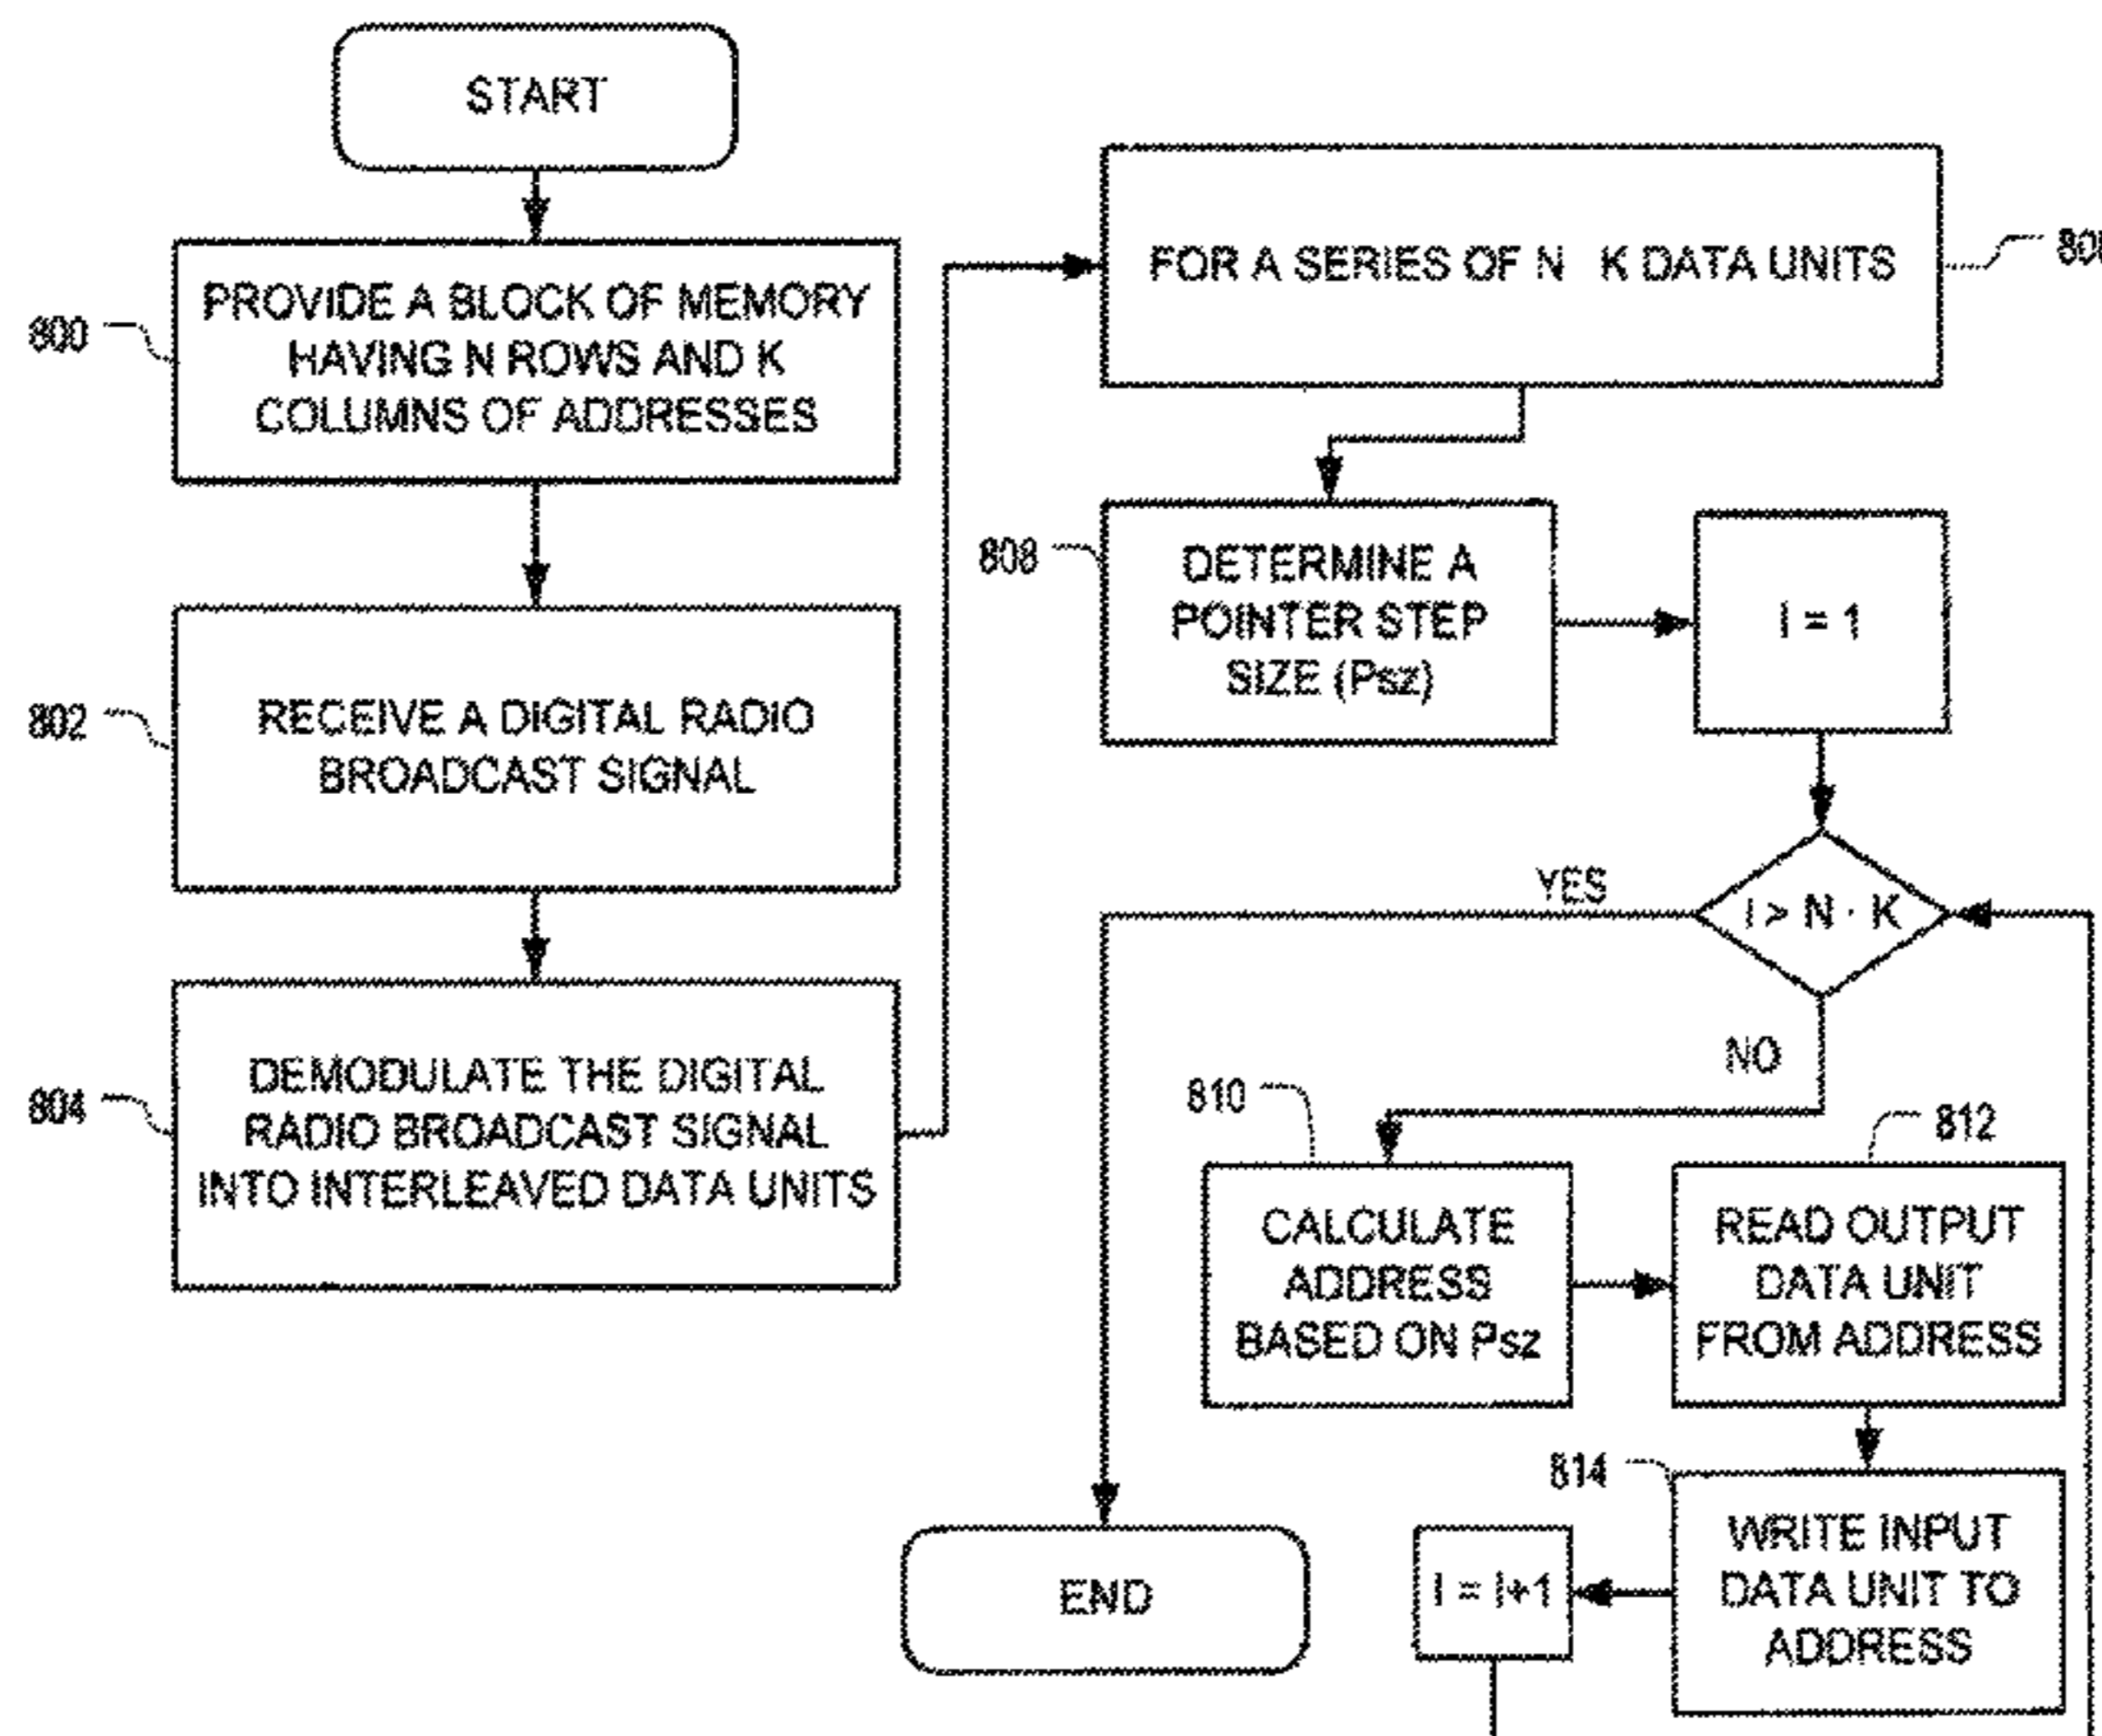 START
800
PROVIDE A BLOCK OF MEMORY
HAVING N ROWS AND K
COLUMNS OF ADDRESSES
802
RECEIVE A DIGITAL RADIO
BROADCAST SIGNAL
804
DEMODULATE THE DIGITAL
RADIO BROADCAST SIGNAL
INTO INTERLEAVED DATA UNITS
FOR A SERIES OF N K DATA UNITS
808
DETERMINE A
POINTER STEP
SIZE (Psz)
I = 1
I > N · K
YES
NO
810
CALCULATE
ADDRESS
BASED ON Psz
812
READ OUTPUT
DATA UNIT
FROM ADDRESS
814
WRITE INPUT
DATA UNIT TO
ADDRESS
I = I+1
END